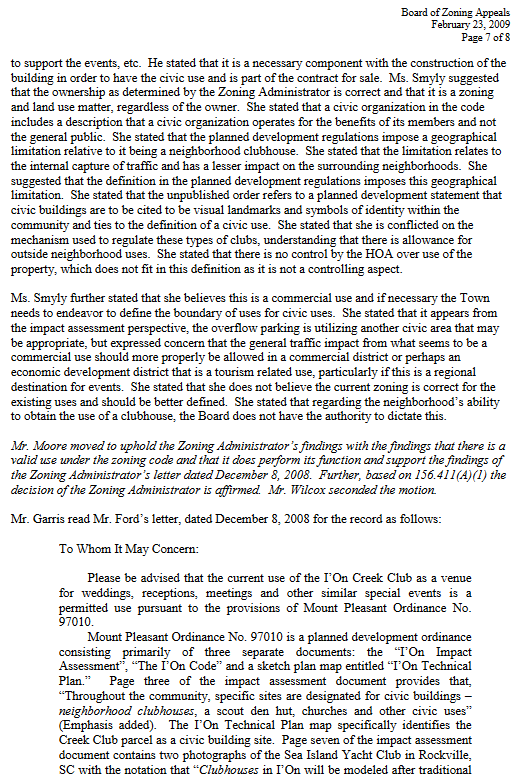 Board of Zoning Appeals
February 23, 2009
Page 7 of 8
to support the events, etc.  He stated that it is a necessary component with the construction of the
building in order to have the civic use and is part of the contract for sale.  Ms. Smyly suggested
that the ownership as determined by the Zoning Administrator is correct and that it is a zoning
and land use matter, regardless of the owner.  She stated that a civic organization in the code
includes a description that a civic organization operates for the benefits of its members and not
the general public.  She stated that the planned development regulations impose a geographical
limitation relative to it being a neighborhood clubhouse.  She stated that the limitation relates to
the internal capture of traffic and has a lesser impact on the surrounding neighborhoods.  She
suggested that the definition in the planned development regulations imposes this geographical
limitation.  She stated that the unpublished order refers to a planned development statement that
civic buildings are to be cited to be visual landmarks and symbols of identity within the
community and ties to the definition of a civic use.  She stated that she is conflicted on the
mechanism used to regulate these types of clubs, understanding that there is allowance for
outside neighborhood uses.  She stated that there is no control by the HOA over use of the
property, which does not fit in this definition as it is not a controlling aspect.
Ms. Smyly further stated that she believes this is a commercial use and if necessary the Town
needs to endeavor to define the boundary of uses for civic uses.  She stated that it appears from
the impact assessment perspective, the overflow parking is utilizing another civic area that may
be appropriate, but expressed concern that the general traffic impact from what seems to be a
commercial use should more properly be allowed in a commercial district or perhaps an
economic development district that is a tourism related use, particularly if this is a regional
destination for events.  She stated that she does not believe the current zoning is correct for the
existing uses and should be better defined.  She stated that regarding the neighborhood's ability
to obtain the use of a clubhouse, the Board does not have the authority to dictate this.
Mr. Moore moved to uphold the Zoning Administrator's findings with the findings that there is a
valid use under the zoning code and that it does perform its function and support the findings of
the Zoning Administrator's letter dated December 8, 2008.  Further, based on 156.411(A)(1) the
decision of the Zoning Administrator is affirmed.  Mr. Wilcox seconded the motion.
Mr. Garris read Mr. Ford's letter, dated December 8, 2008 for the record as follows:
To Whom It May Concern:
Please be advised that the current use of the I'On Creek Club as a venue
for weddings, receptions, meetings and other similar special events is a
permitted use pursuant to the provisions of Mount Pleasant Ordinance No.
97010.
Mount Pleasant Ordinance No. 97010 is a planned development ordinance
consisting primarily of three separate documents: the “I'On Impact
Assessment”, “The I'On Code” and a sketch plan map entitled “I'On Technical
Plan.”  Page three of the impact assessment document provides that,
“Throughout the community, specific sites are designated for civic buildings –
neighborhood clubhouses, a scout den hut, churches and other civic uses”
(Emphasis added).  The I'On Technical Plan map specifically identifies the
Creek Club parcel as a civic building site.  Page seven of the impact assessment
document contains two photographs of the Sea Island Yacht Club in Rockville,
SC with the notation that “Clubhouses in I'On will be modeled after traditional